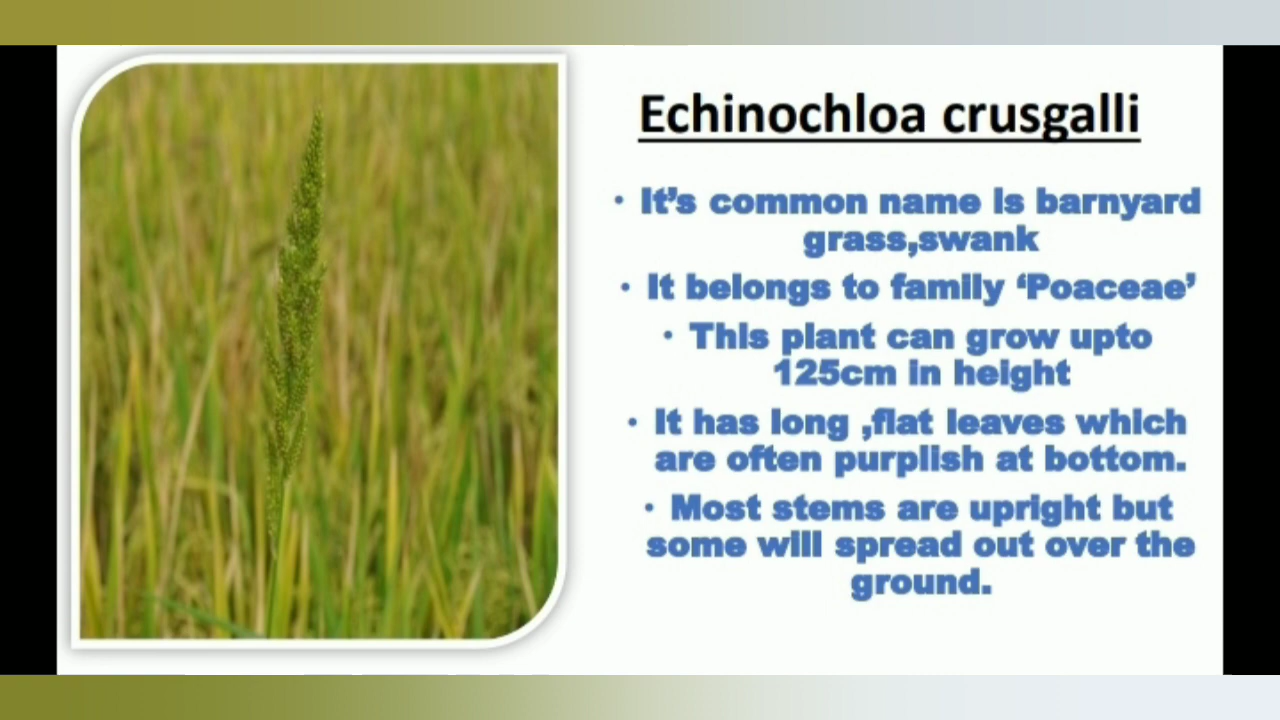 Echinochloa crusgalli
• It's common name is barnyard
grass,swank
• It belongs to family ‘Poaceae’
• This plant can grow upto
125cm in height
• It has long ,flat leaves which
are often purplish at bottom.
• Most stems are upright but
some will spread out over the
ground.